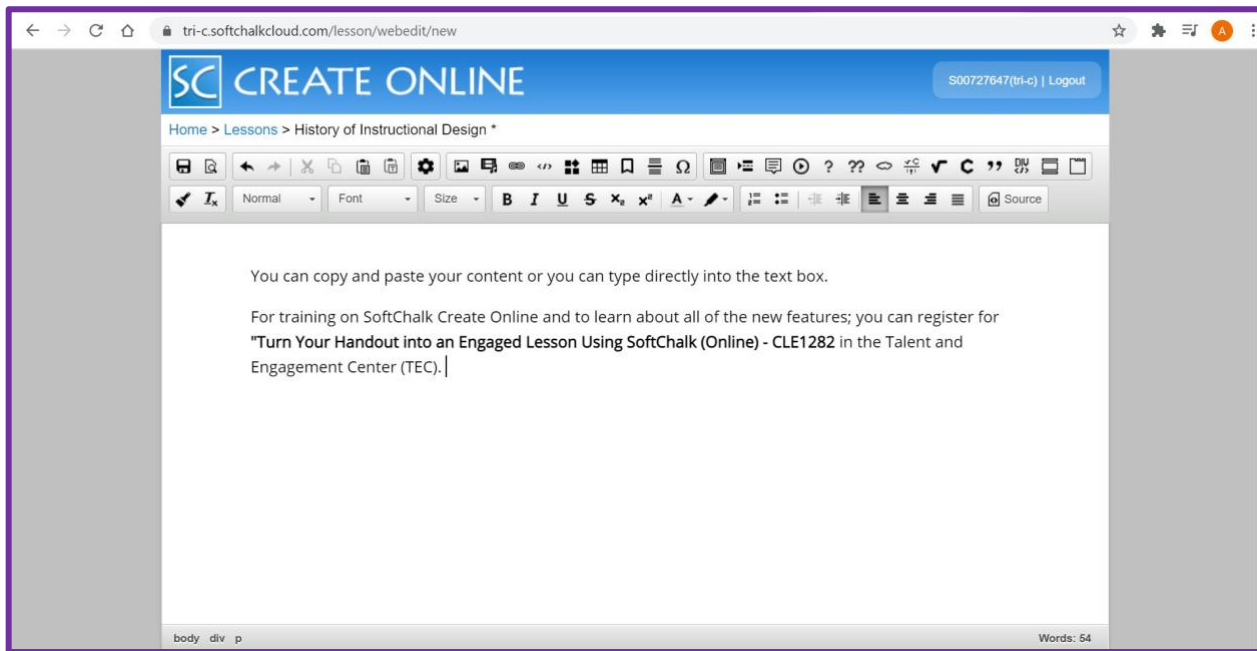 tri-c.softchalkcloud.com/lesson/webedit/new
A
SC CREATE ONLINE
S00727647(tri-c) | Logout
Home > Lessons > History of Instructional Design *
Ω ? ?? C ,, DIV
Normal Font Size B I U S x₂ x² A Source
You can copy and paste your content or you can type directly into the text box.
For training on SoftChalk Create Online and to learn about all of the new features; you can register for
"Turn Your Handout into an Engaged Lesson Using SoftChalk (Online) - CLE1282 in the Talent and
Engagement Center (TEC).
body div p Words: 54